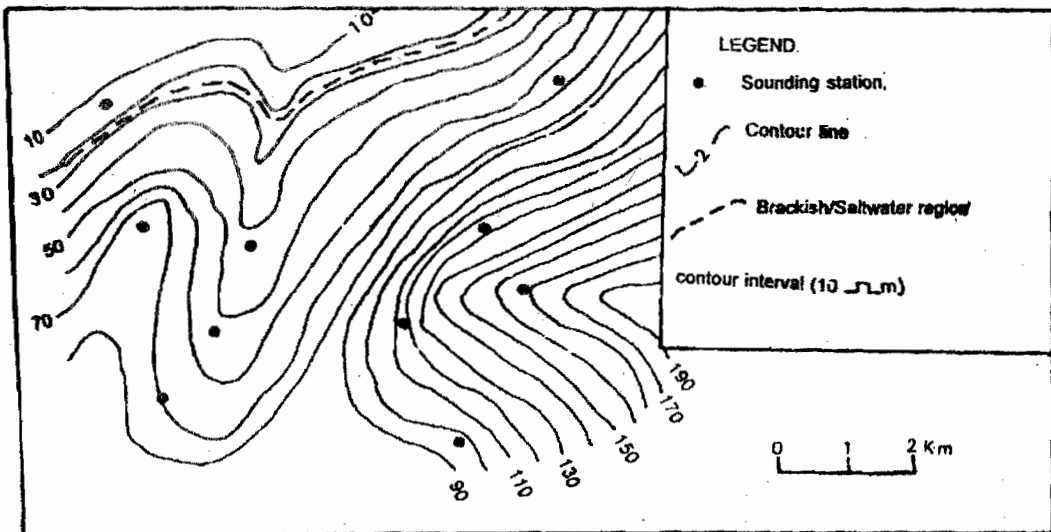 10
LEGEND.
Sounding station,
Contour line
2
Brackish/Saltwater region
contour interval (10 Ω m)
10
30
50
70
190
170
150
130
110
90
0 1 2 Km